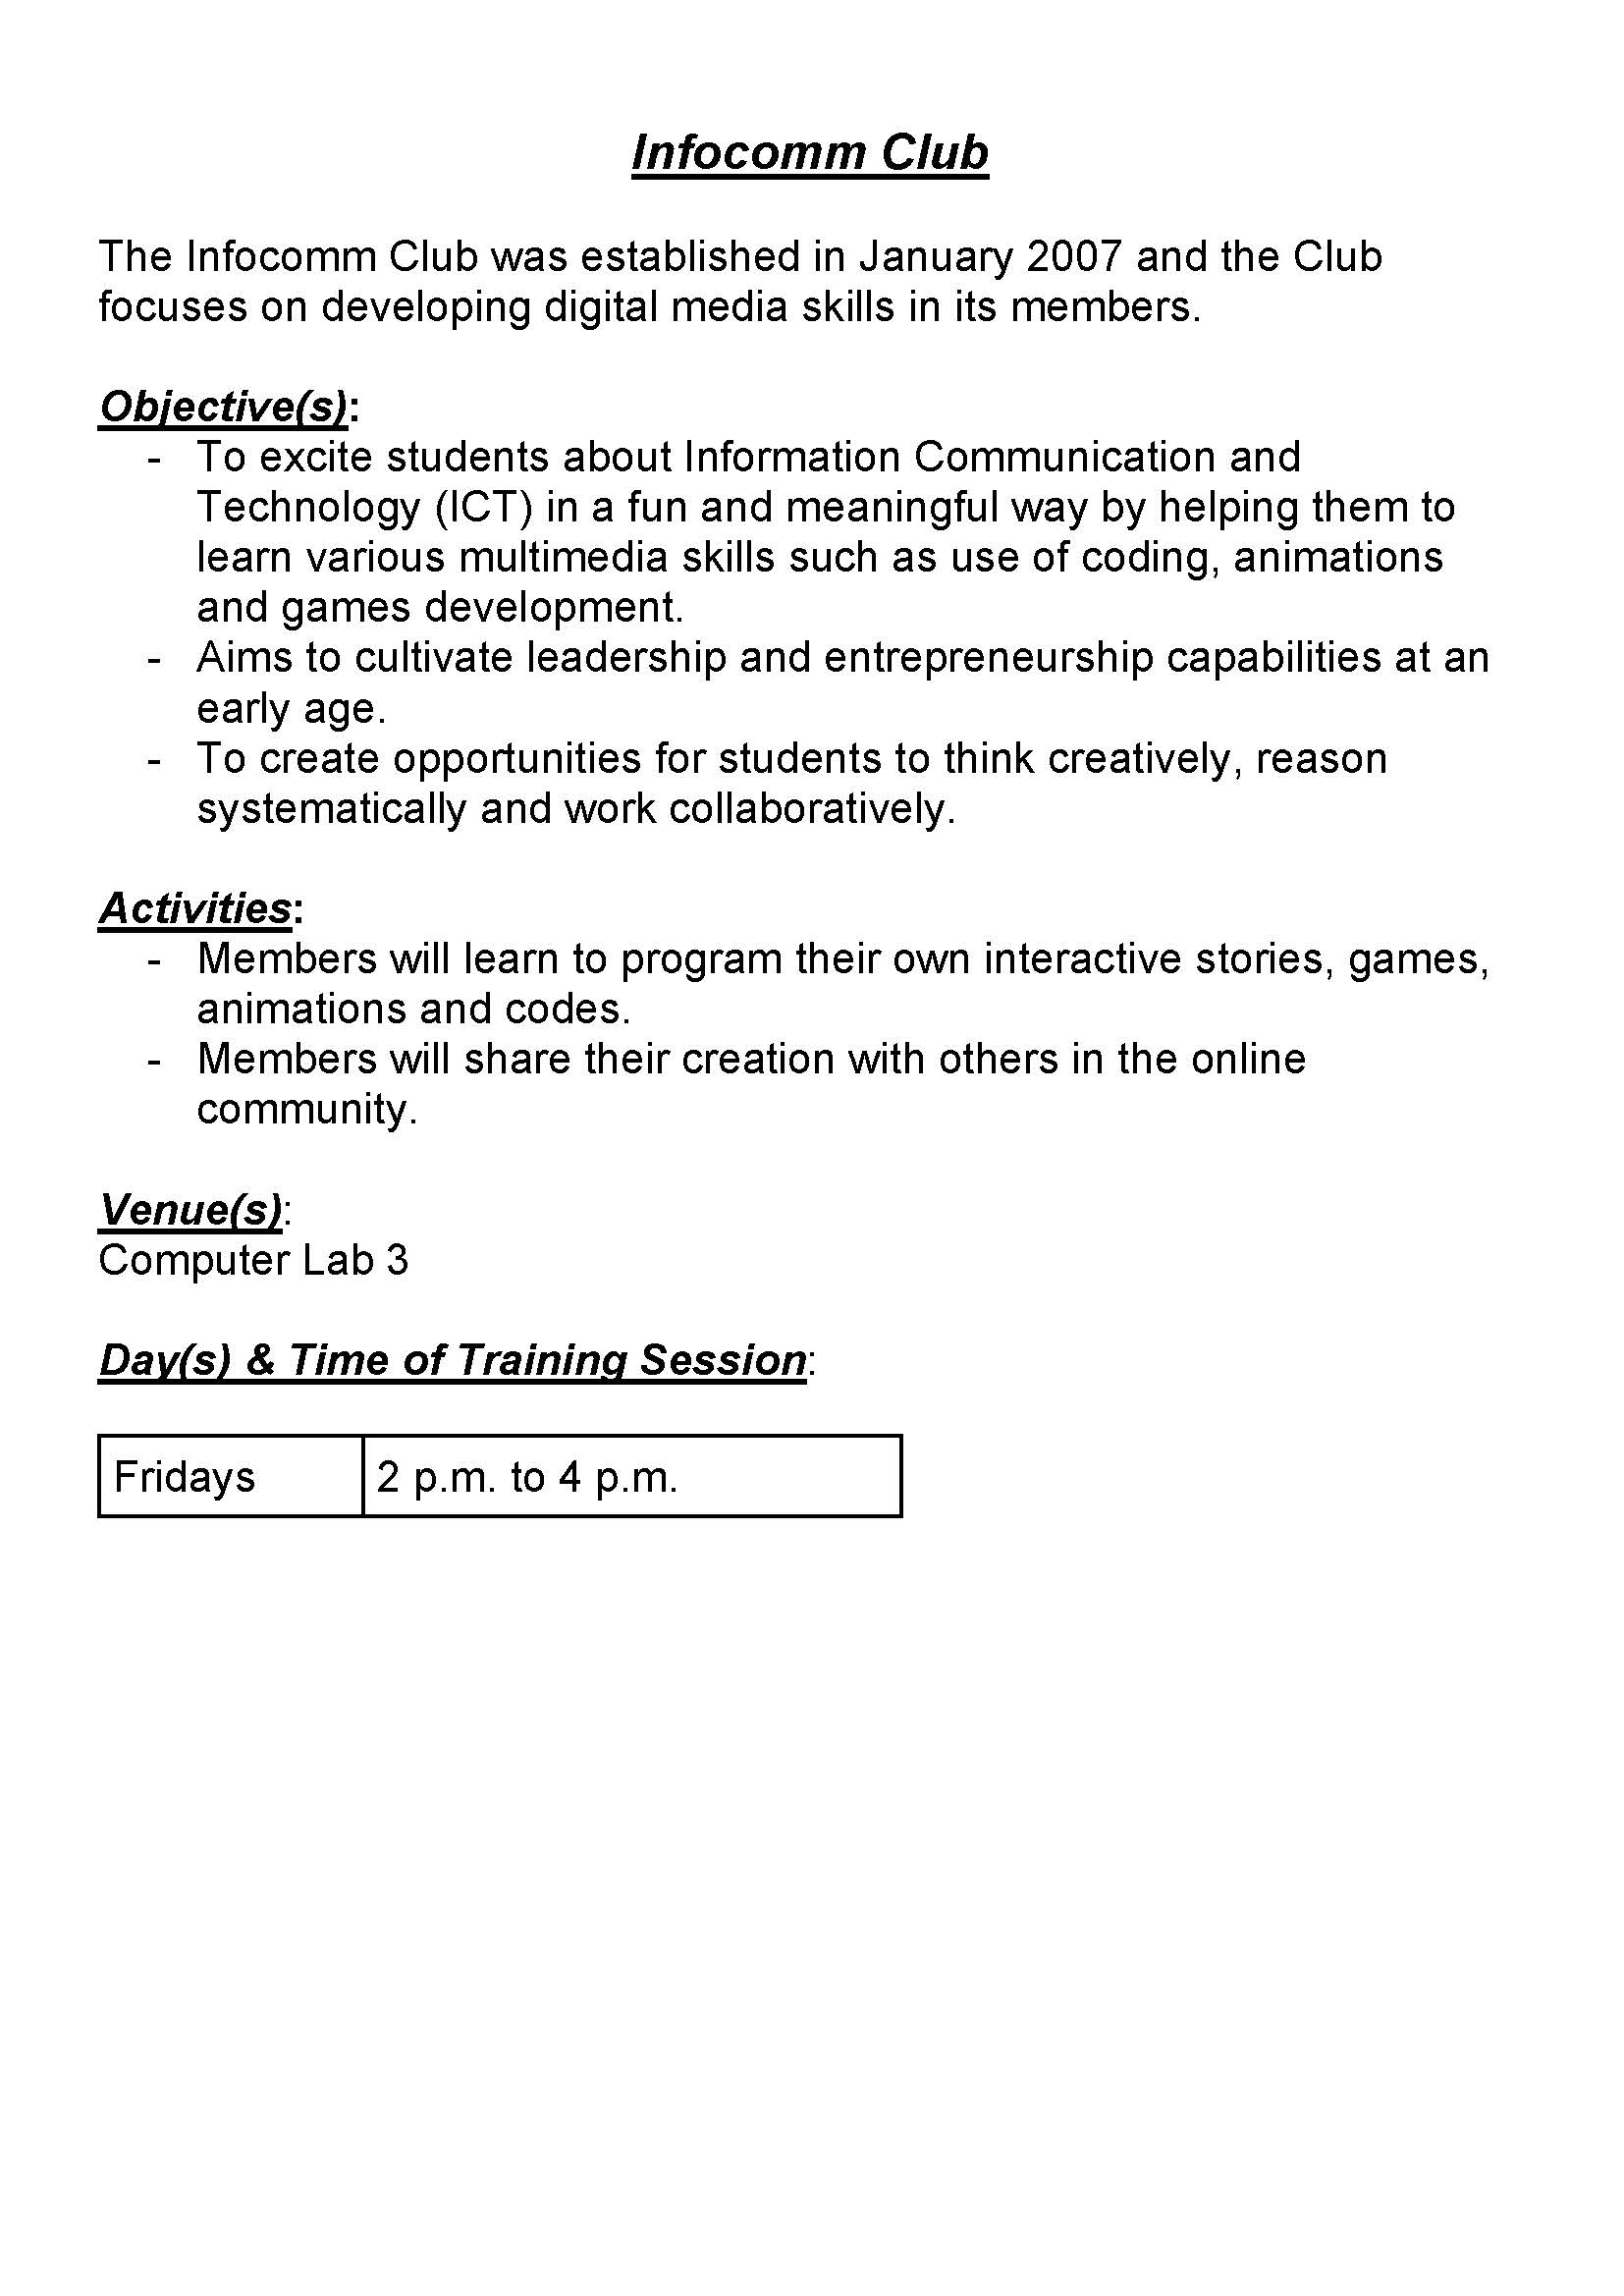 Infocomm Club
The Infocomm Club was established in January 2007 and the Club
focuses on developing digital media skills in its members.
Objective(s):
- To excite students about Information Communication and
Technology (ICT) in a fun and meaningful way by helping them to
learn various multimedia skills such as use of coding, animations
and games development.
- Aims to cultivate leadership and entrepreneurship capabilities at an
early age.
- To create opportunities for students to think creatively, reason
systematically and work collaboratively.
Activities:
- Members will learn to program their own interactive stories, games,
animations and codes.
- Members will share their creation with others in the online
community.
Venue(s):
Computer Lab 3
Day(s) & Time of Training Session:
Fridays 2 p.m. to 4 p.m.